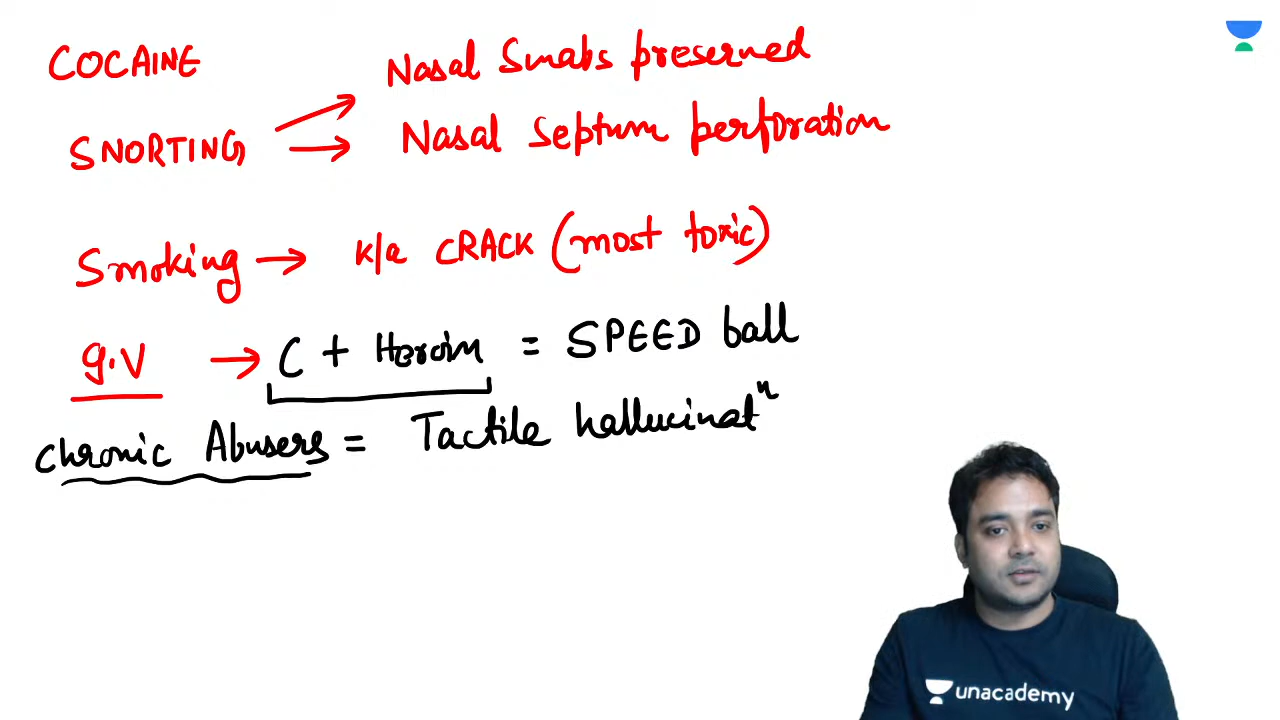 COCAINE
Nasal Swabs preserved
SNORTING
Nasal Septum perforation
Smoking → k/a CRACK (most toxic)
I.V → C + Heroin = SPEED ball
Chronic Abusers = Tactile hallucinatⁿ
unacademy